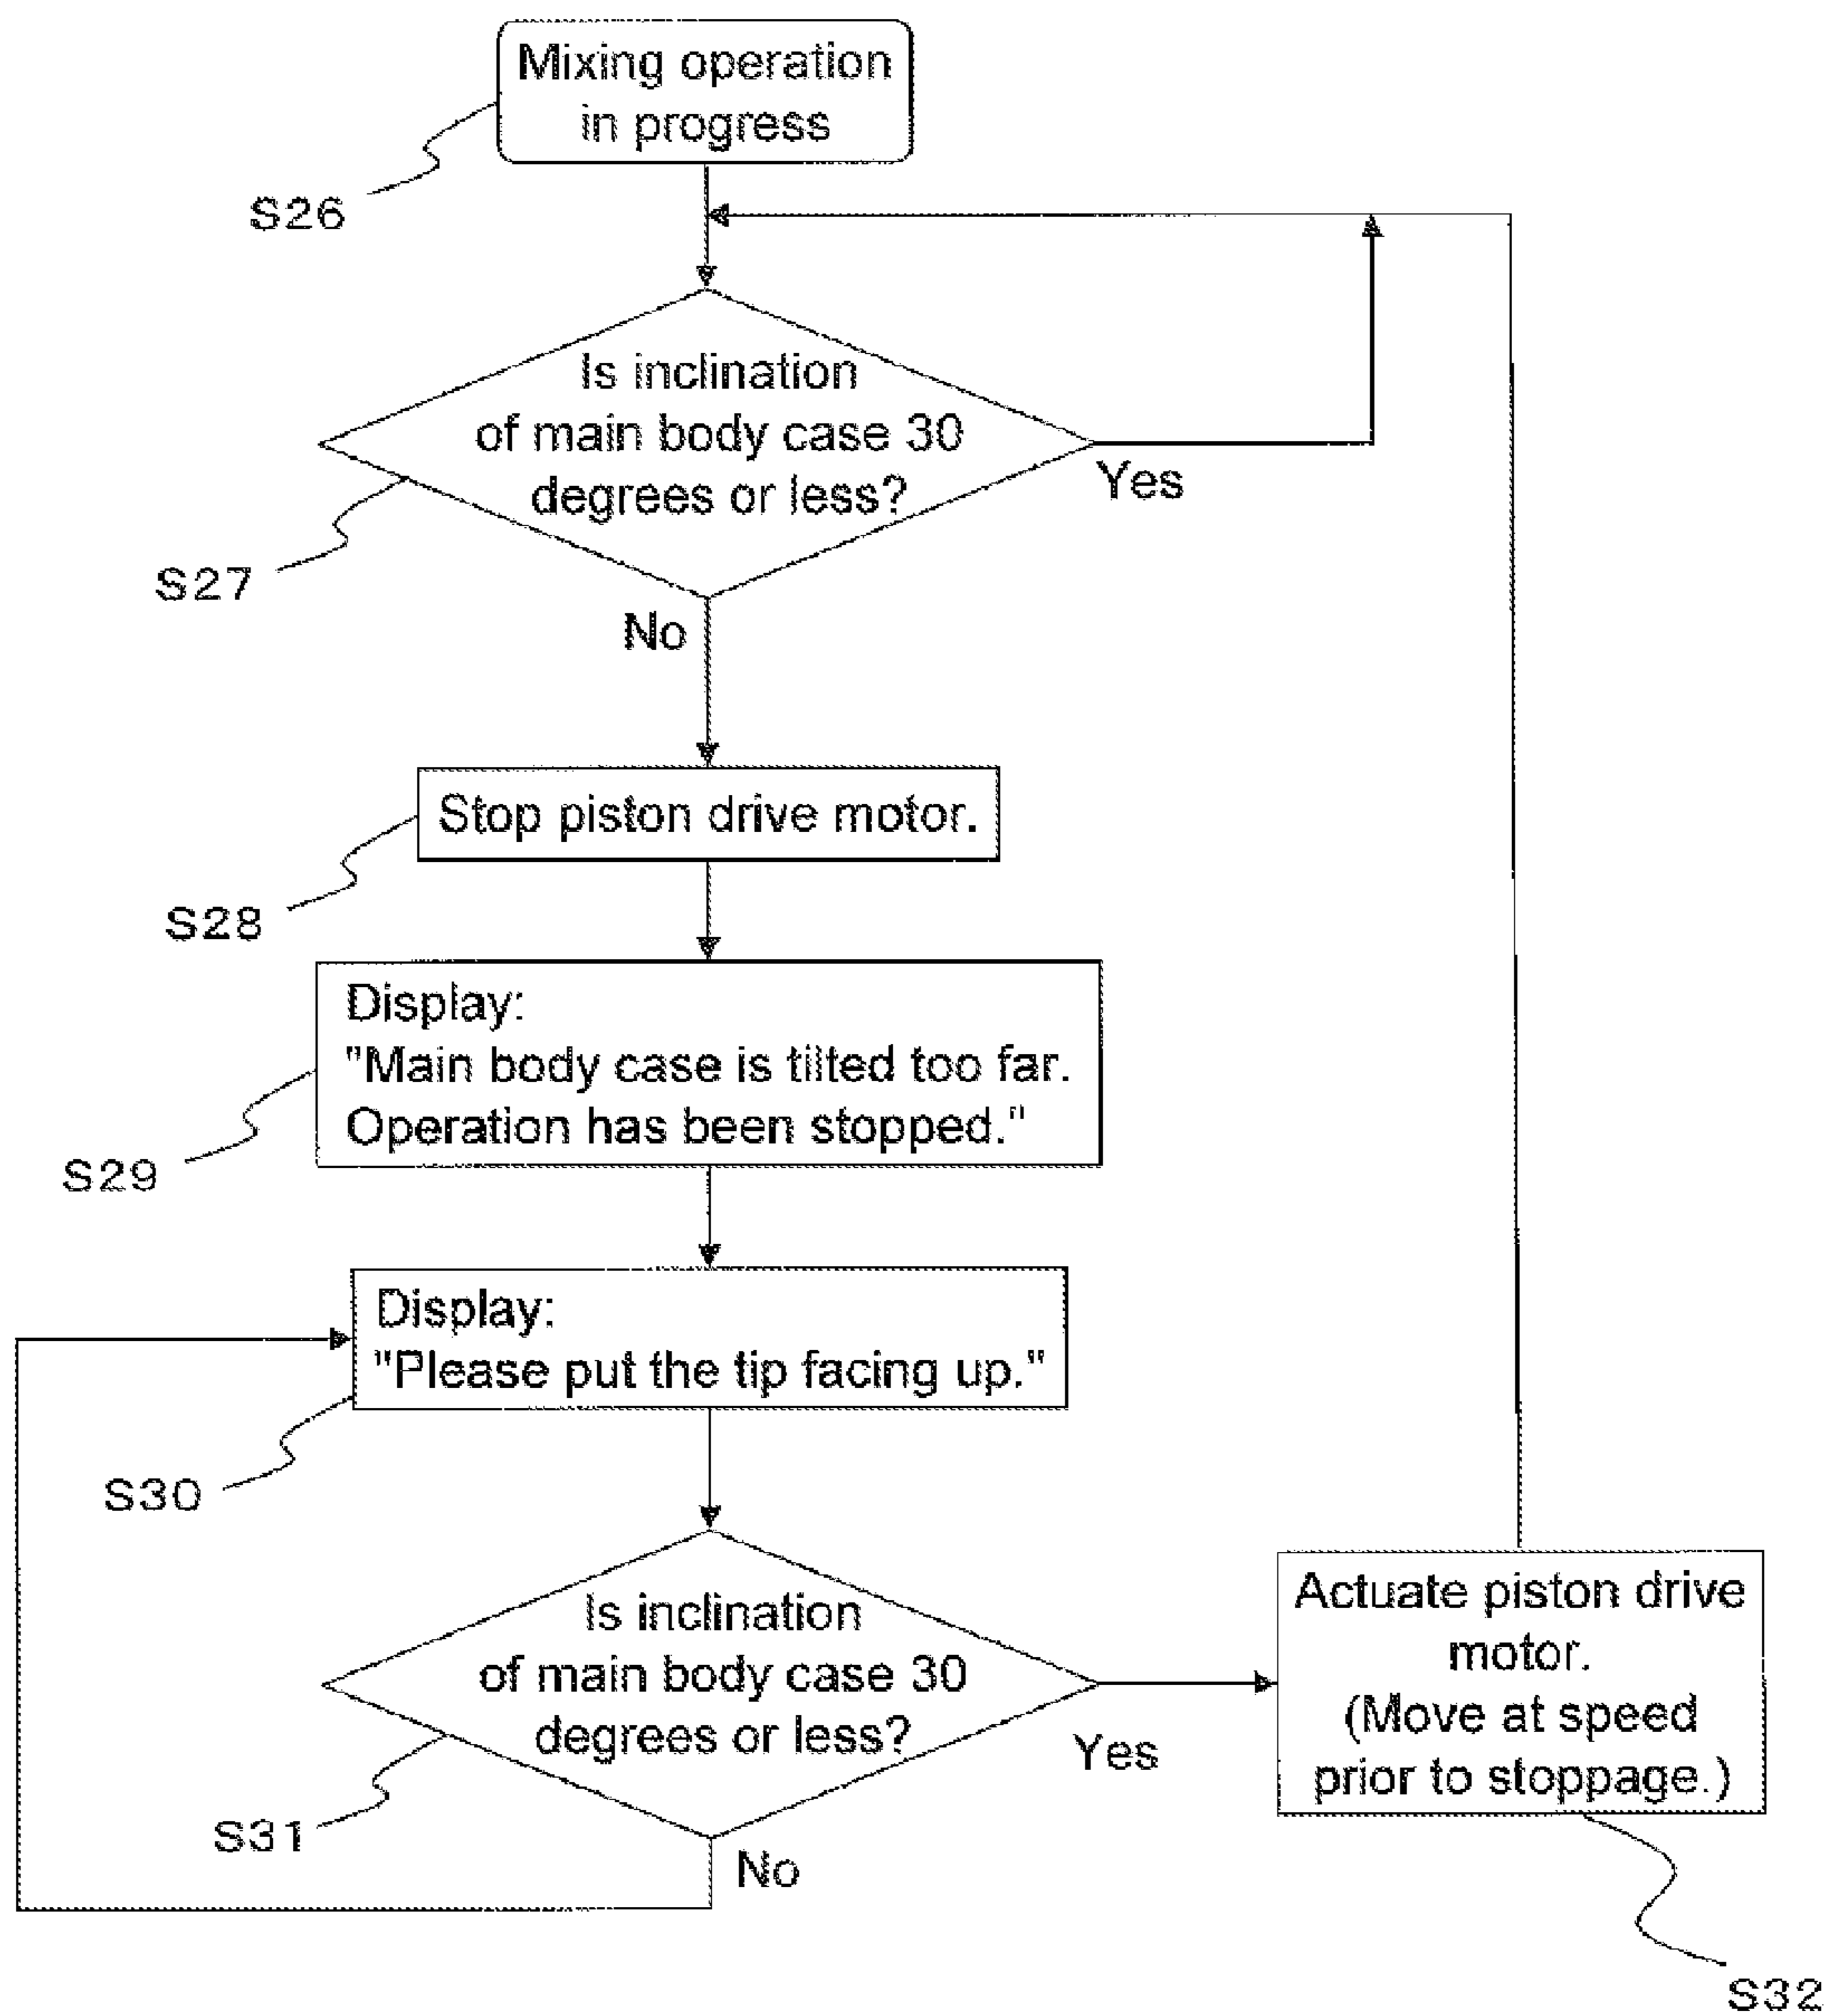 Mixing operation
in progress
S26
Is inclination
of main body case 30
degrees or less?
Yes
S27
No
Stop piston drive motor.
S28
Display:
"Main body case is tilted too far.
Operation has been stopped."
S29
Display:
"Please put the tip facing up."
S30
Is inclination
of main body case 30
degrees or less?
Yes
S31
No
Actuate piston drive
motor.
(Move at speed
prior to stoppage.)
S32